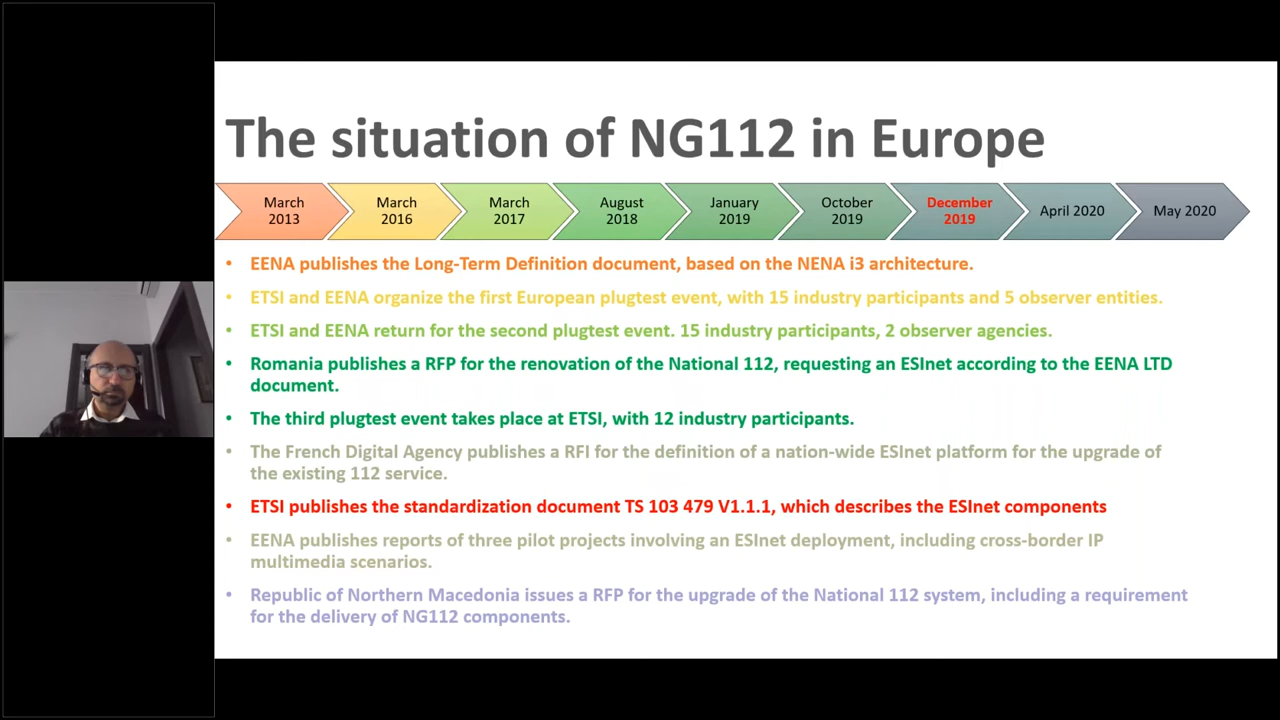 The situation of NG112 in Europe
March
2013
March
2016
March
2017
August
2018
January
2019
October
2019
December
2019
April 2020
May 2020
• EENA publishes the Long-Term Definition document, based on the NENA i3 architecture.
• ETSI and EENA organize the first European plugtest event, with 15 industry participants and 5 observer entities.
• ETSI and EENA return for the second plugtest event. 15 industry participants, 2 observer agencies.
• Romania publishes a RFP for the renovation of the National 112, requesting an ESInet according to the EENA LTD
document.
• The third plugtest event takes place at ETSI, with 12 industry participants.
• The French Digital Agency publishes a RFI for the definition of a nation-wide ESInet platform for the upgrade of
the existing 112 service.
• ETSI publishes the standardization document TS 103 479 V1.1.1, which describes the ESInet components
• EENA publishes reports of three pilot projects involving an ESInet deployment, including cross-border IP
multimedia scenarios.
• Republic of Northern Macedonia issues a RFP for the upgrade of the National 112 system, including a requirement
for the delivery of NG112 components.